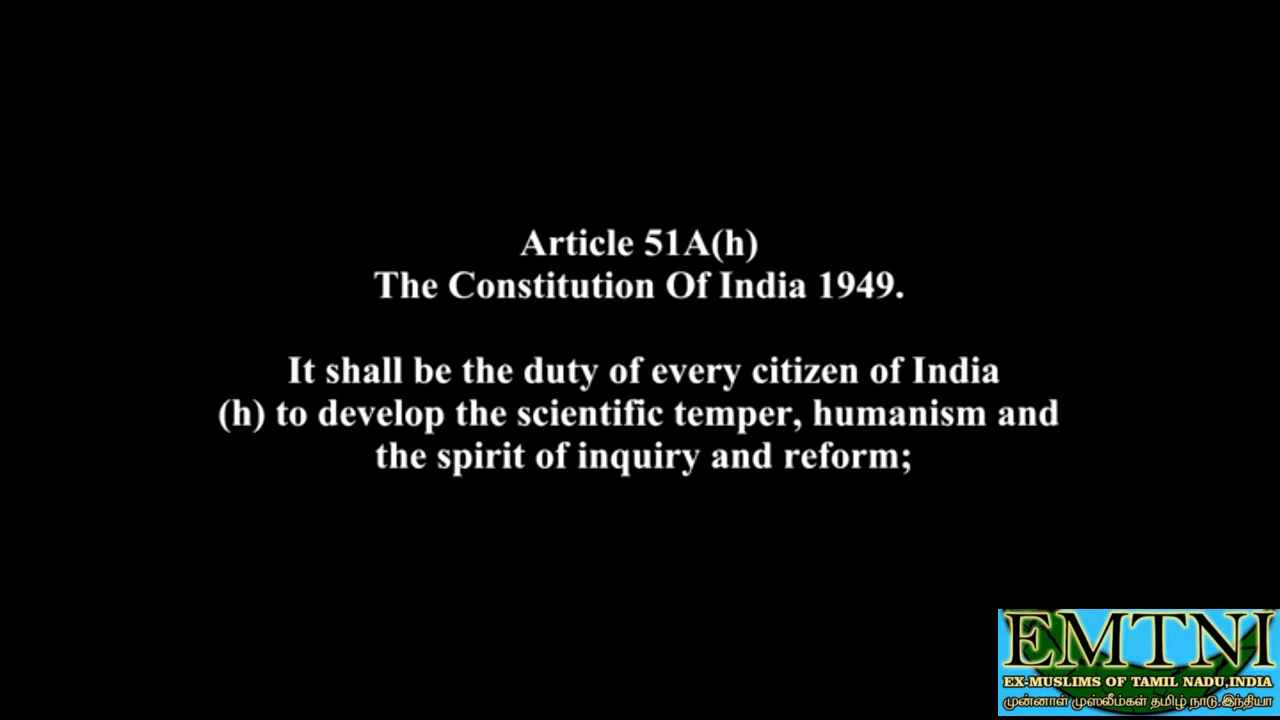 Article 51A(h)
The Constitution Of India 1949.
It shall be the duty of every citizen of India
(h) to develop the scientific temper, humanism and
the spirit of inquiry and reform;
EMTNI
EX-MUSLIMS OF TAMIL NADU,INDIA
முன்னாள் முஸ்லீம்கள் தமிழ் நாடு.இந்தியா